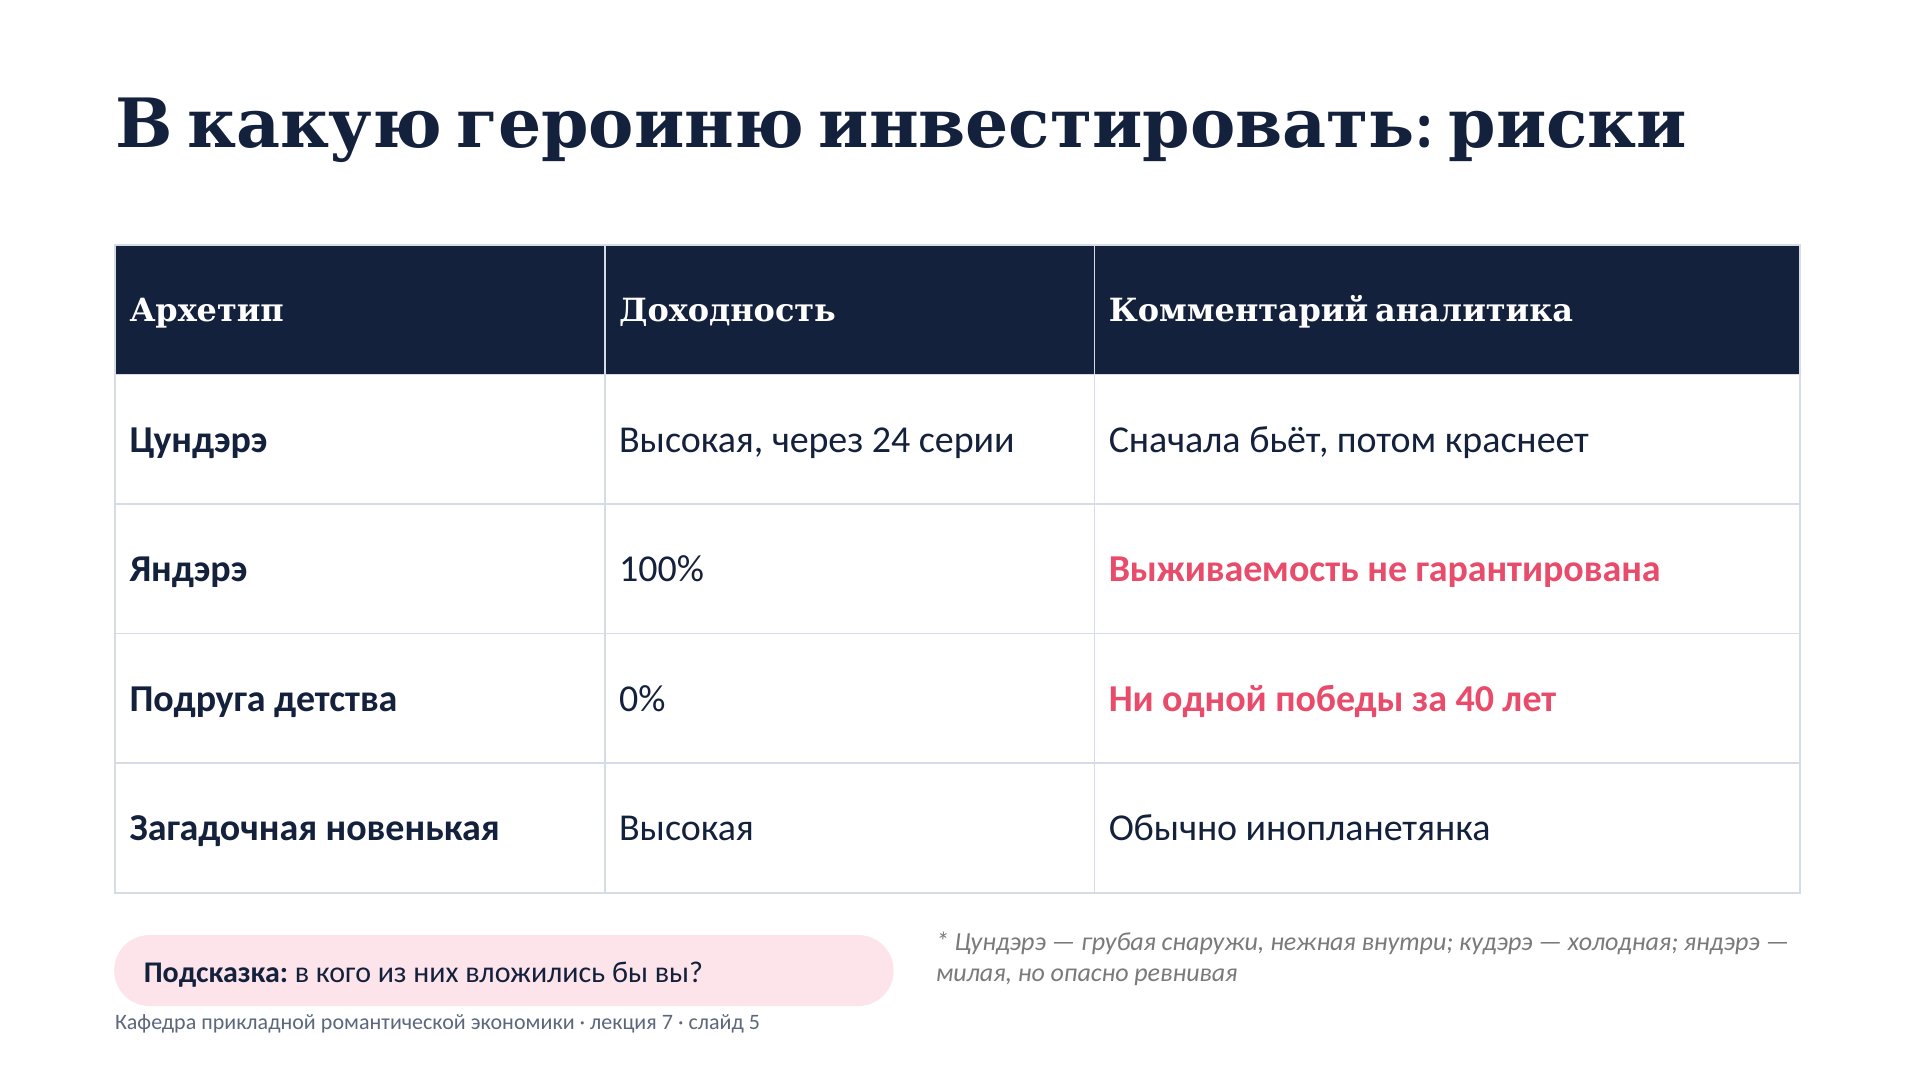 В какую героиню инвестировать: риски
Архетип
Доходность
Комментарий аналитика
Цундэрэ
Высокая, через 24 серии
Сначала бьёт, потом краснеет
Яндэрэ
100%
Выживаемость не гарантирована
Подруга детства
0%
Ни одной победы за 40 лет
Загадочная новенькая
Высокая
Обычно инопланетянка
Подсказка: в кого из них вложились бы вы?
* Цундэрэ — грубая снаружи, нежная внутри; кудэрэ — холодная; яндэрэ —
милая, но опасно ревнивая
Кафедра прикладной романтической экономики · лекция 7 · слайд 5